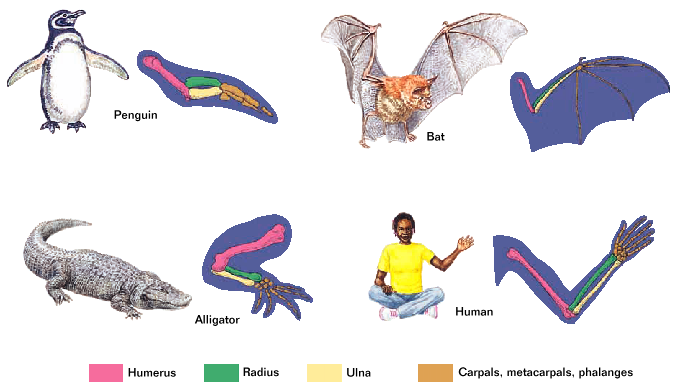 Penguin
Bat
Alligator
Human
Humerus
Radius
Ulna
Carpals, metacarpals, phalanges